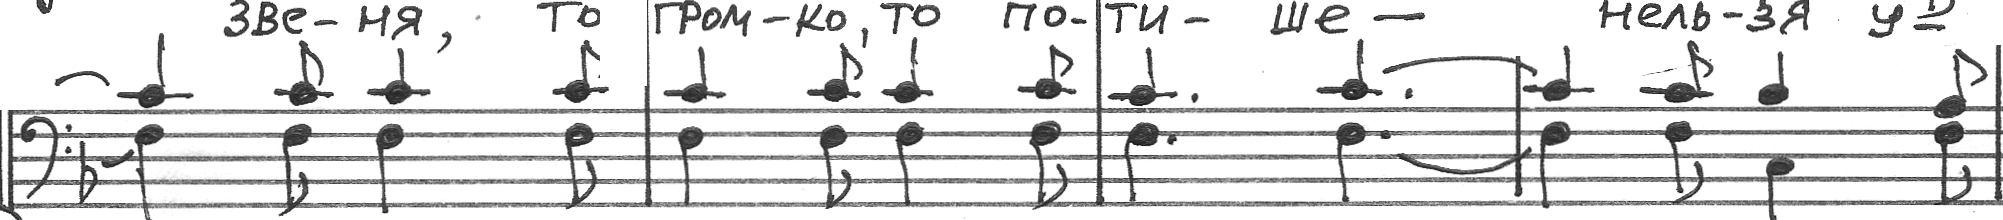 зве-ня, то гром-ко, то по-ти-ше- нель-зя